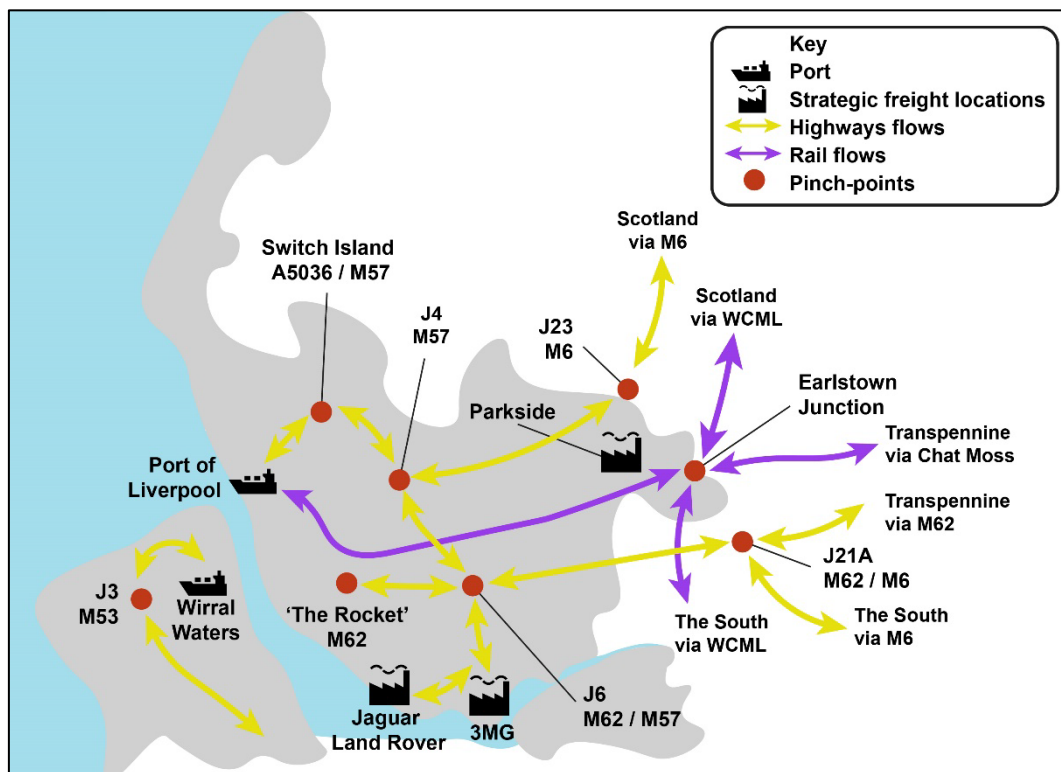 Key
Port
Strategic freight locations
Highways flows
Rail flows
Pinch-points
Scotland
via M6
Switch Island
A5036 / M57
Scotland
via WCML
J4
M57
J23
M6
Earlstown
Junction
Parkside
Transpennine
via Chat Moss
Port of
Liverpool
Transpennine
via M62
J21A
M62 / M6
J3
M53
Wirral
Waters
‘The Rocket’
M62
The South
via M6
The South
via WCML
J6
M62 / M57
Jaguar
Land Rover
3MG